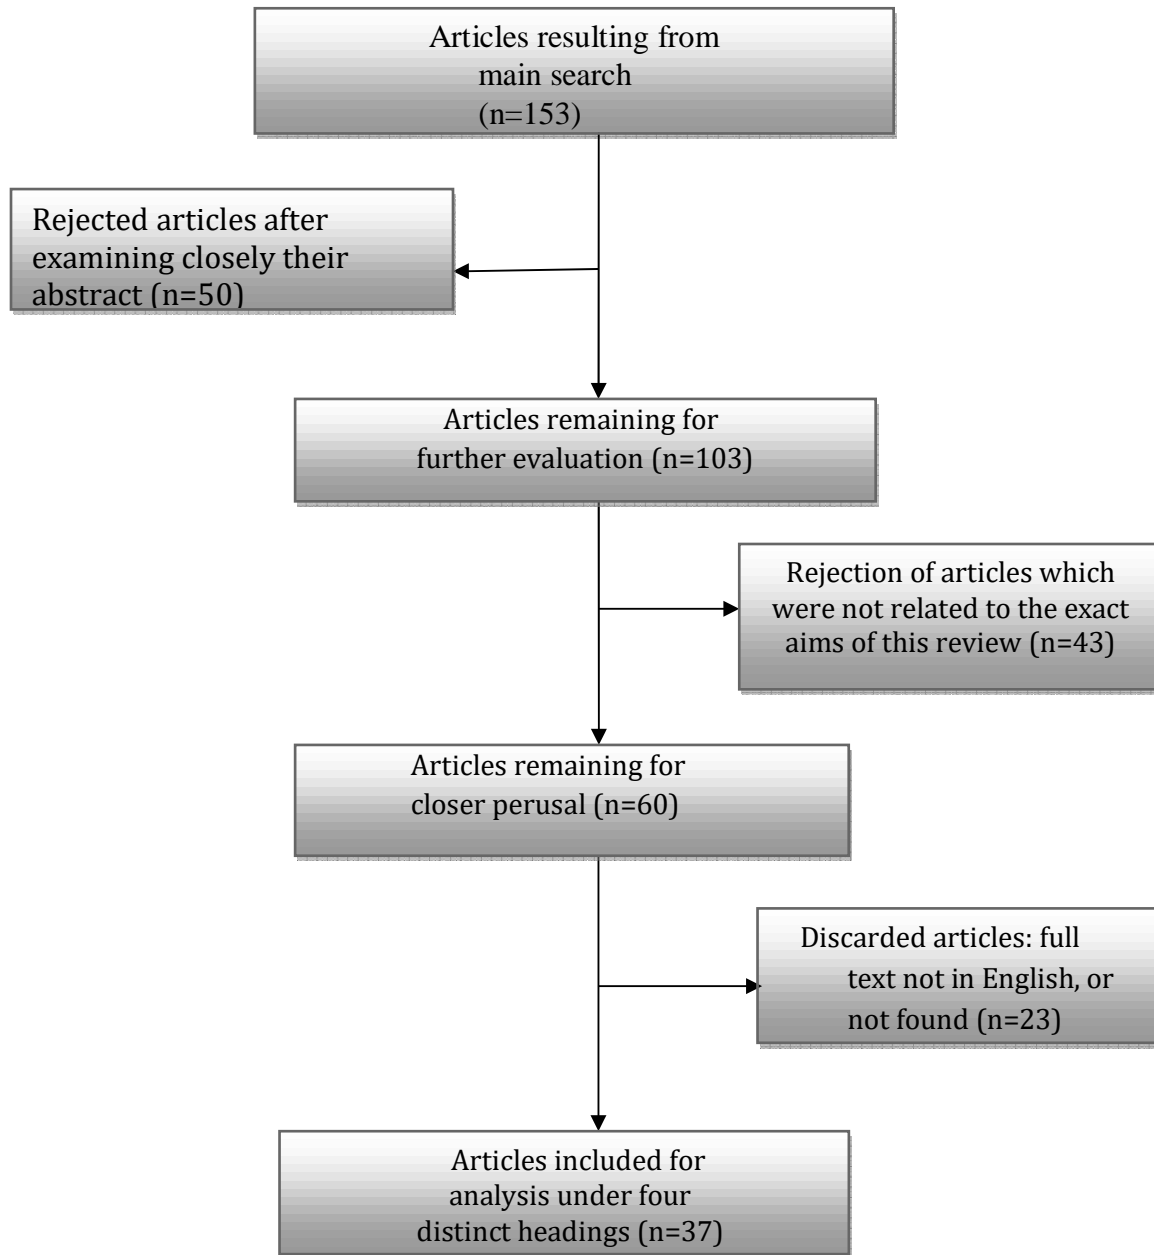 Articles resulting from
main search
(n=153)
Rejected articles after
examining closely their
abstract (n=50)
Articles remaining for
further evaluation (n=103)
Rejection of articles which
were not related to the exact
aims of this review (n=43)
Articles remaining for
closer perusal (n=60)
Discarded articles: full
text not in English, or
not found (n=23)
Articles included for
analysis under four
distinct headings (n=37)